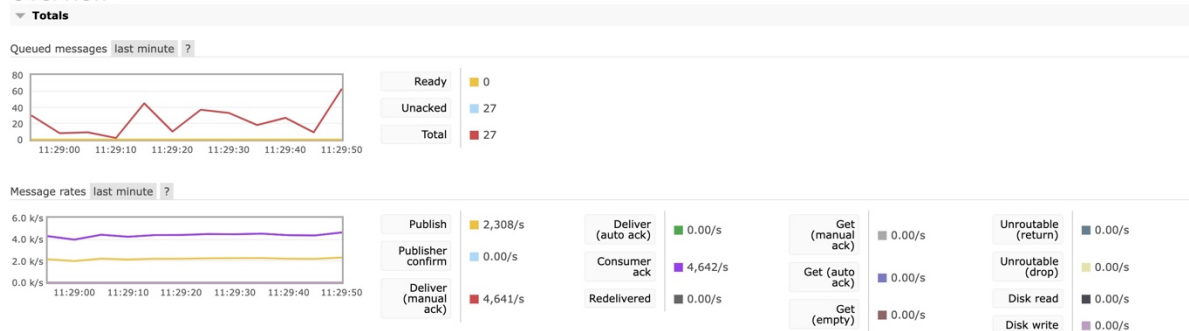 Totals
Queued messages last minute ?
80
60
40
20
0
11:29:00 11:29:10 11:29:20 11:29:30 11:29:40 11:29:50
Ready 0
Unacked 27
Total 27
Message rates last minute ?
6.0 k/s
4.0 k/s
2.0 k/s
0.0 k/s
11:29:00 11:29:10 11:29:20 11:29:30 11:29:40 11:29:50
Publish 2,308/s
Publisher
confirm 0.00/s
Deliver
(manual
ack) 4,641/s
Deliver
(auto ack) 0.00/s
Consumer
ack 4,642/s
Redelivered 0.00/s
Get
(manual
ack) 0.00/s
Get (auto
ack) 0.00/s
Get
(empty) 0.00/s
Unroutable
(return) 0.00/s
Unroutable
(drop) 0.00/s
Disk read 0.00/s
Disk write 0.00/s